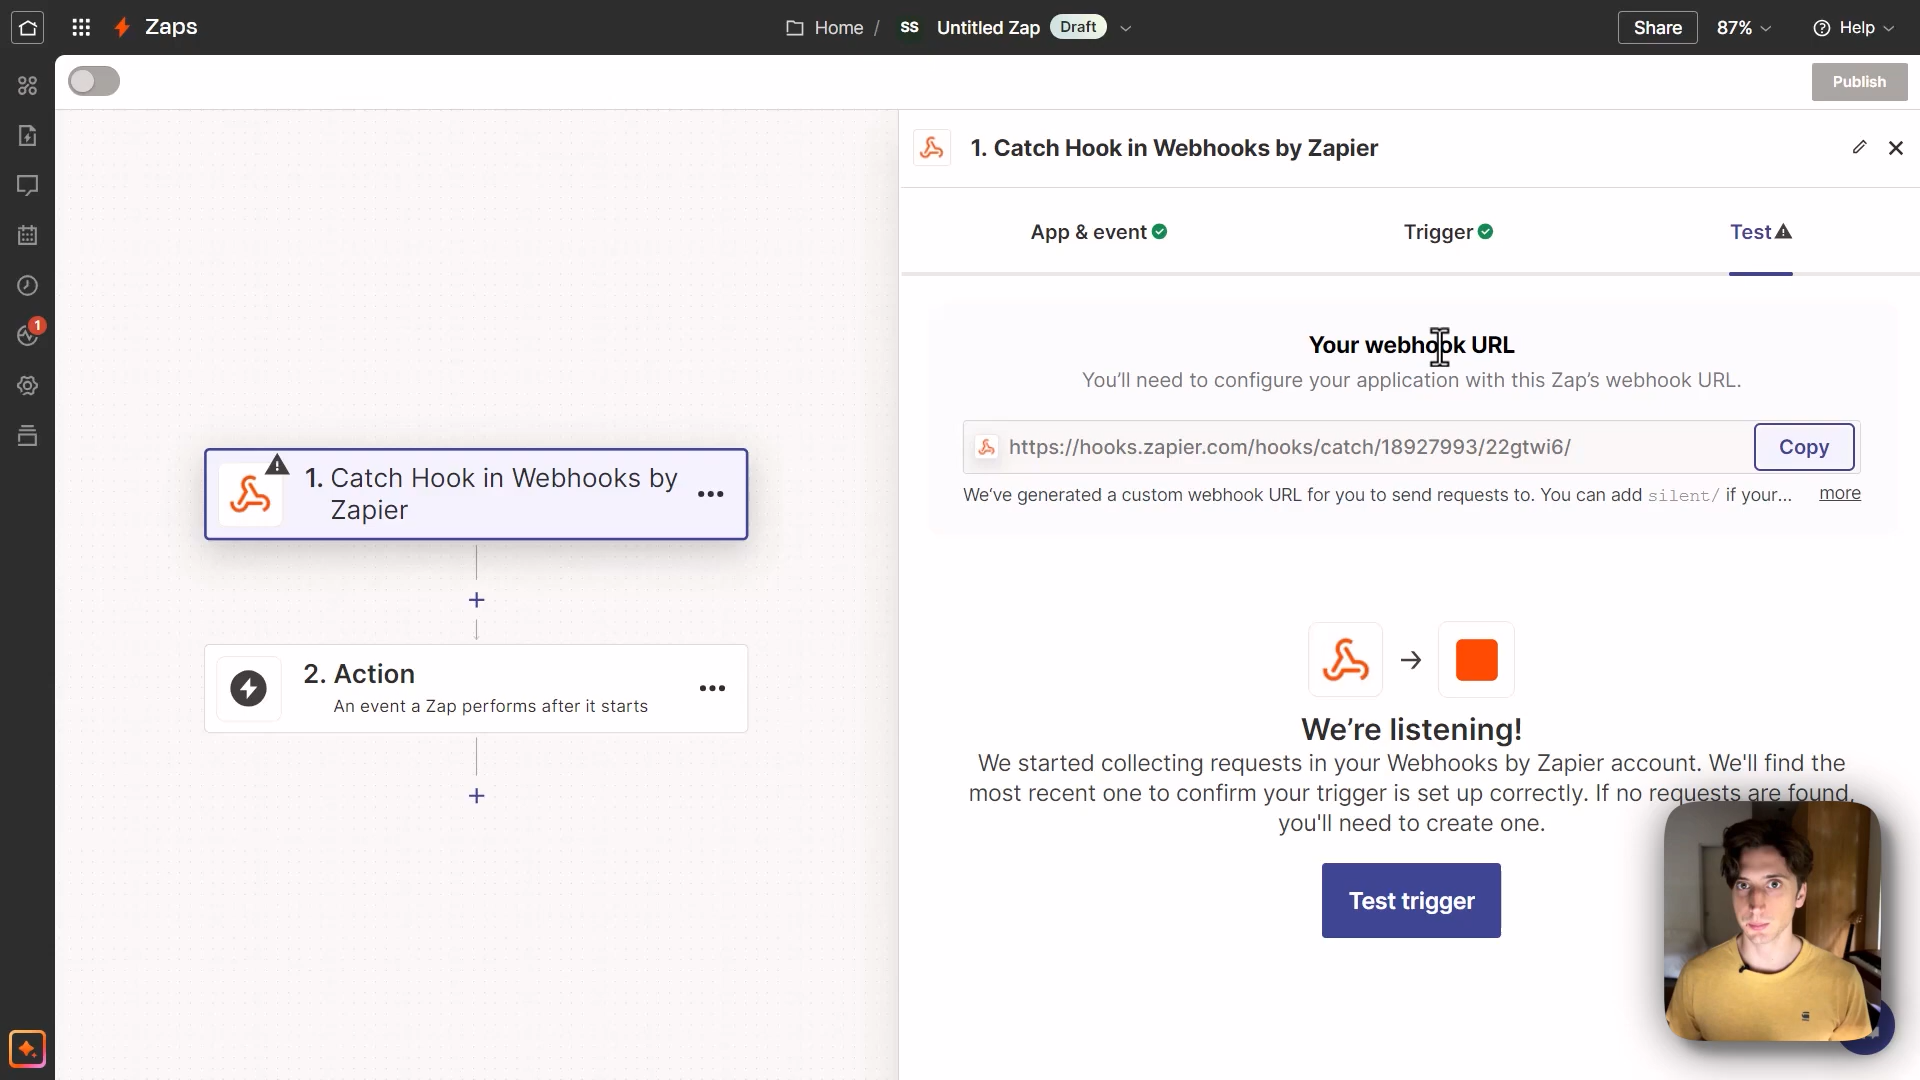 Zaps
Home / SS Untitled Zap Draft
Share 87% Help
Publish
1. Catch Hook in Webhooks by Zapier
App & event
Trigger
Test
Your webhook URL
You'll need to configure your application with this Zap's webhook URL.
https://hooks.zapier.com/hooks/catch/18927993/22gtwi6/
Copy
We've generated a custom webhook URL for you to send requests to. You can add silent/ if your... more
1
1. Catch Hook in Webhooks by
Zapier
2. Action
An event a Zap performs after it starts
We're listening!
We started collecting requests in your Webhooks by Zapier account. We'll find the
most recent one to confirm your trigger is set up correctly. If no requests are found,
you'll need to create one.
Test trigger